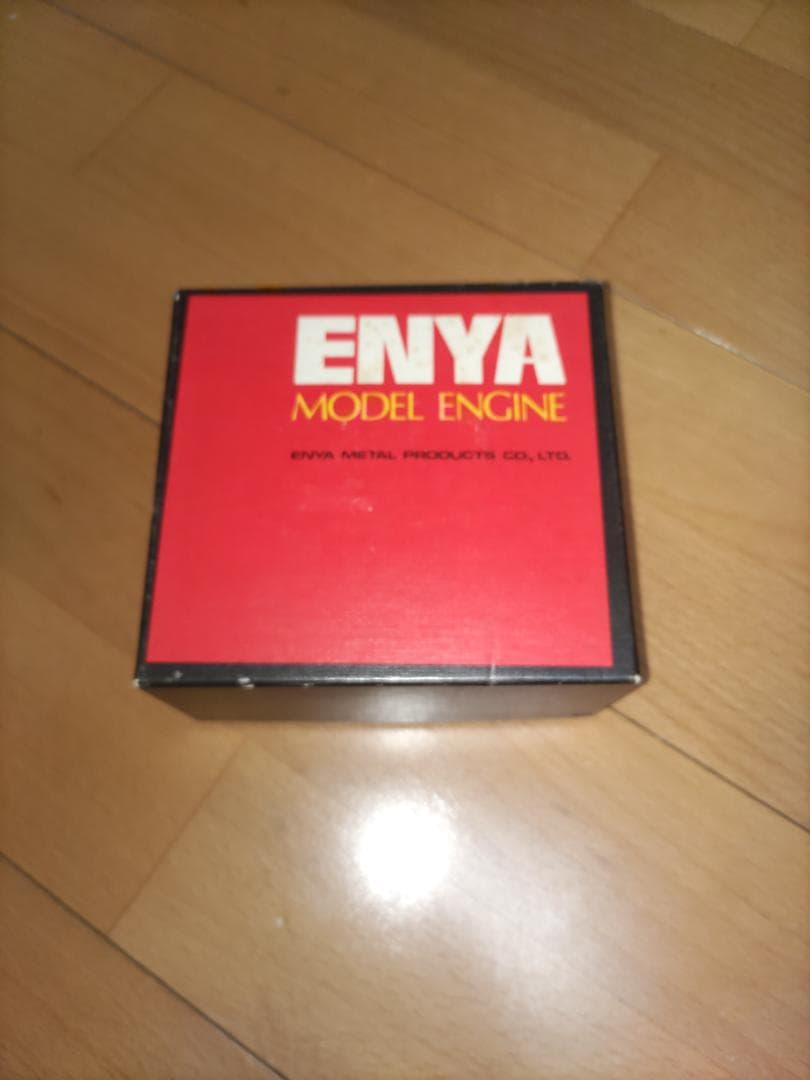 ENYA
MODEL ENGINE
ENYA METAL PRODUCTS CO., LTD.